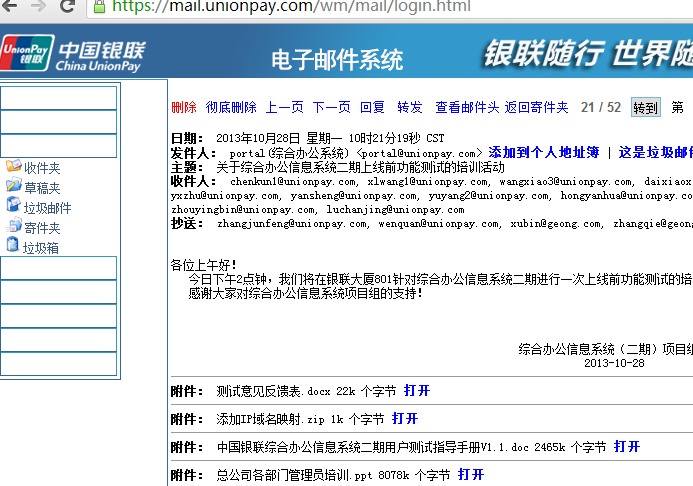 https://mail.unionpay.com/wm/mail/login.html
UnionPay 银联 中国银联 China UnionPay 电子邮件系统 银联随行 世界随
删除 彻底删除 上一页 下一页 回复 转发 查看邮件头 返回寄件夹 21 / 52 转到 第
日期: 2013年10月28日 星期一 10时21分19秒 CST
发件人: portal(综合办公系统) <portal@unionpay.com> 添加到个人地址簿 | 这是垃圾邮件
主题: 关于综合办公信息系统二期上线前功能测试的培训活动
收件人: chenkun1@unionpay.com, xlwang1@unionpay.com, wangxiao3@unionpay.com, daixiaox
yxzhu@unionpay.com, yansheng@unionpay.com, yuyang2@unionpay.com, hongyanhua@unionpay.co
zhouyingbin@unionpay.com, luchanjing@unionpay.com
抄送: zhangjunfeng@unionpay.com, wenquan@unionpay.com, xubin@geong.com, zhangqie@geong
收件夹
草稿夹
垃圾邮件
寄件夹
垃圾箱
各位上午好!
今日下午2点钟,我们将在银联大厦801针对综合办公信息系统二期进行一次上线前功能测试的培
感谢大家对综合办公信息系统项目组的支持!
综合办公信息系统(二期)项目组
2013-10-28
附件: 测试意见反馈表.docx 22k 个字节 打开
附件: 添加IP域名映射.zip 1k 个字节 打开
附件: 中国银联综合办公信息系统二期用户测试指导手册V1.1.doc 2465k 个字节 打开
附件: 总公司各部门管理员培训.ppt 8078k 个字节 打开